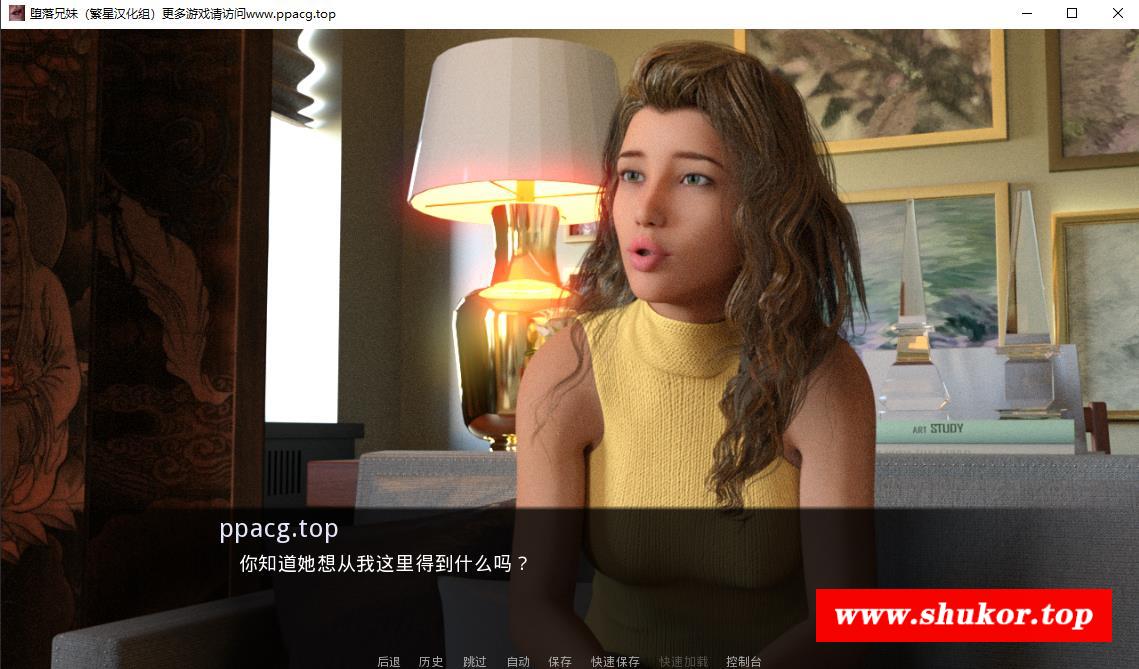 堕落兄妹（繁星汉化组）更多游戏请访问www.ppacg.top
ART STUDY
ppacg.top
你知道她想从我这里得到什么吗？
www.shukor.top
后退 历史 跳过 自动 保存 快速保存 快速加载 控制台